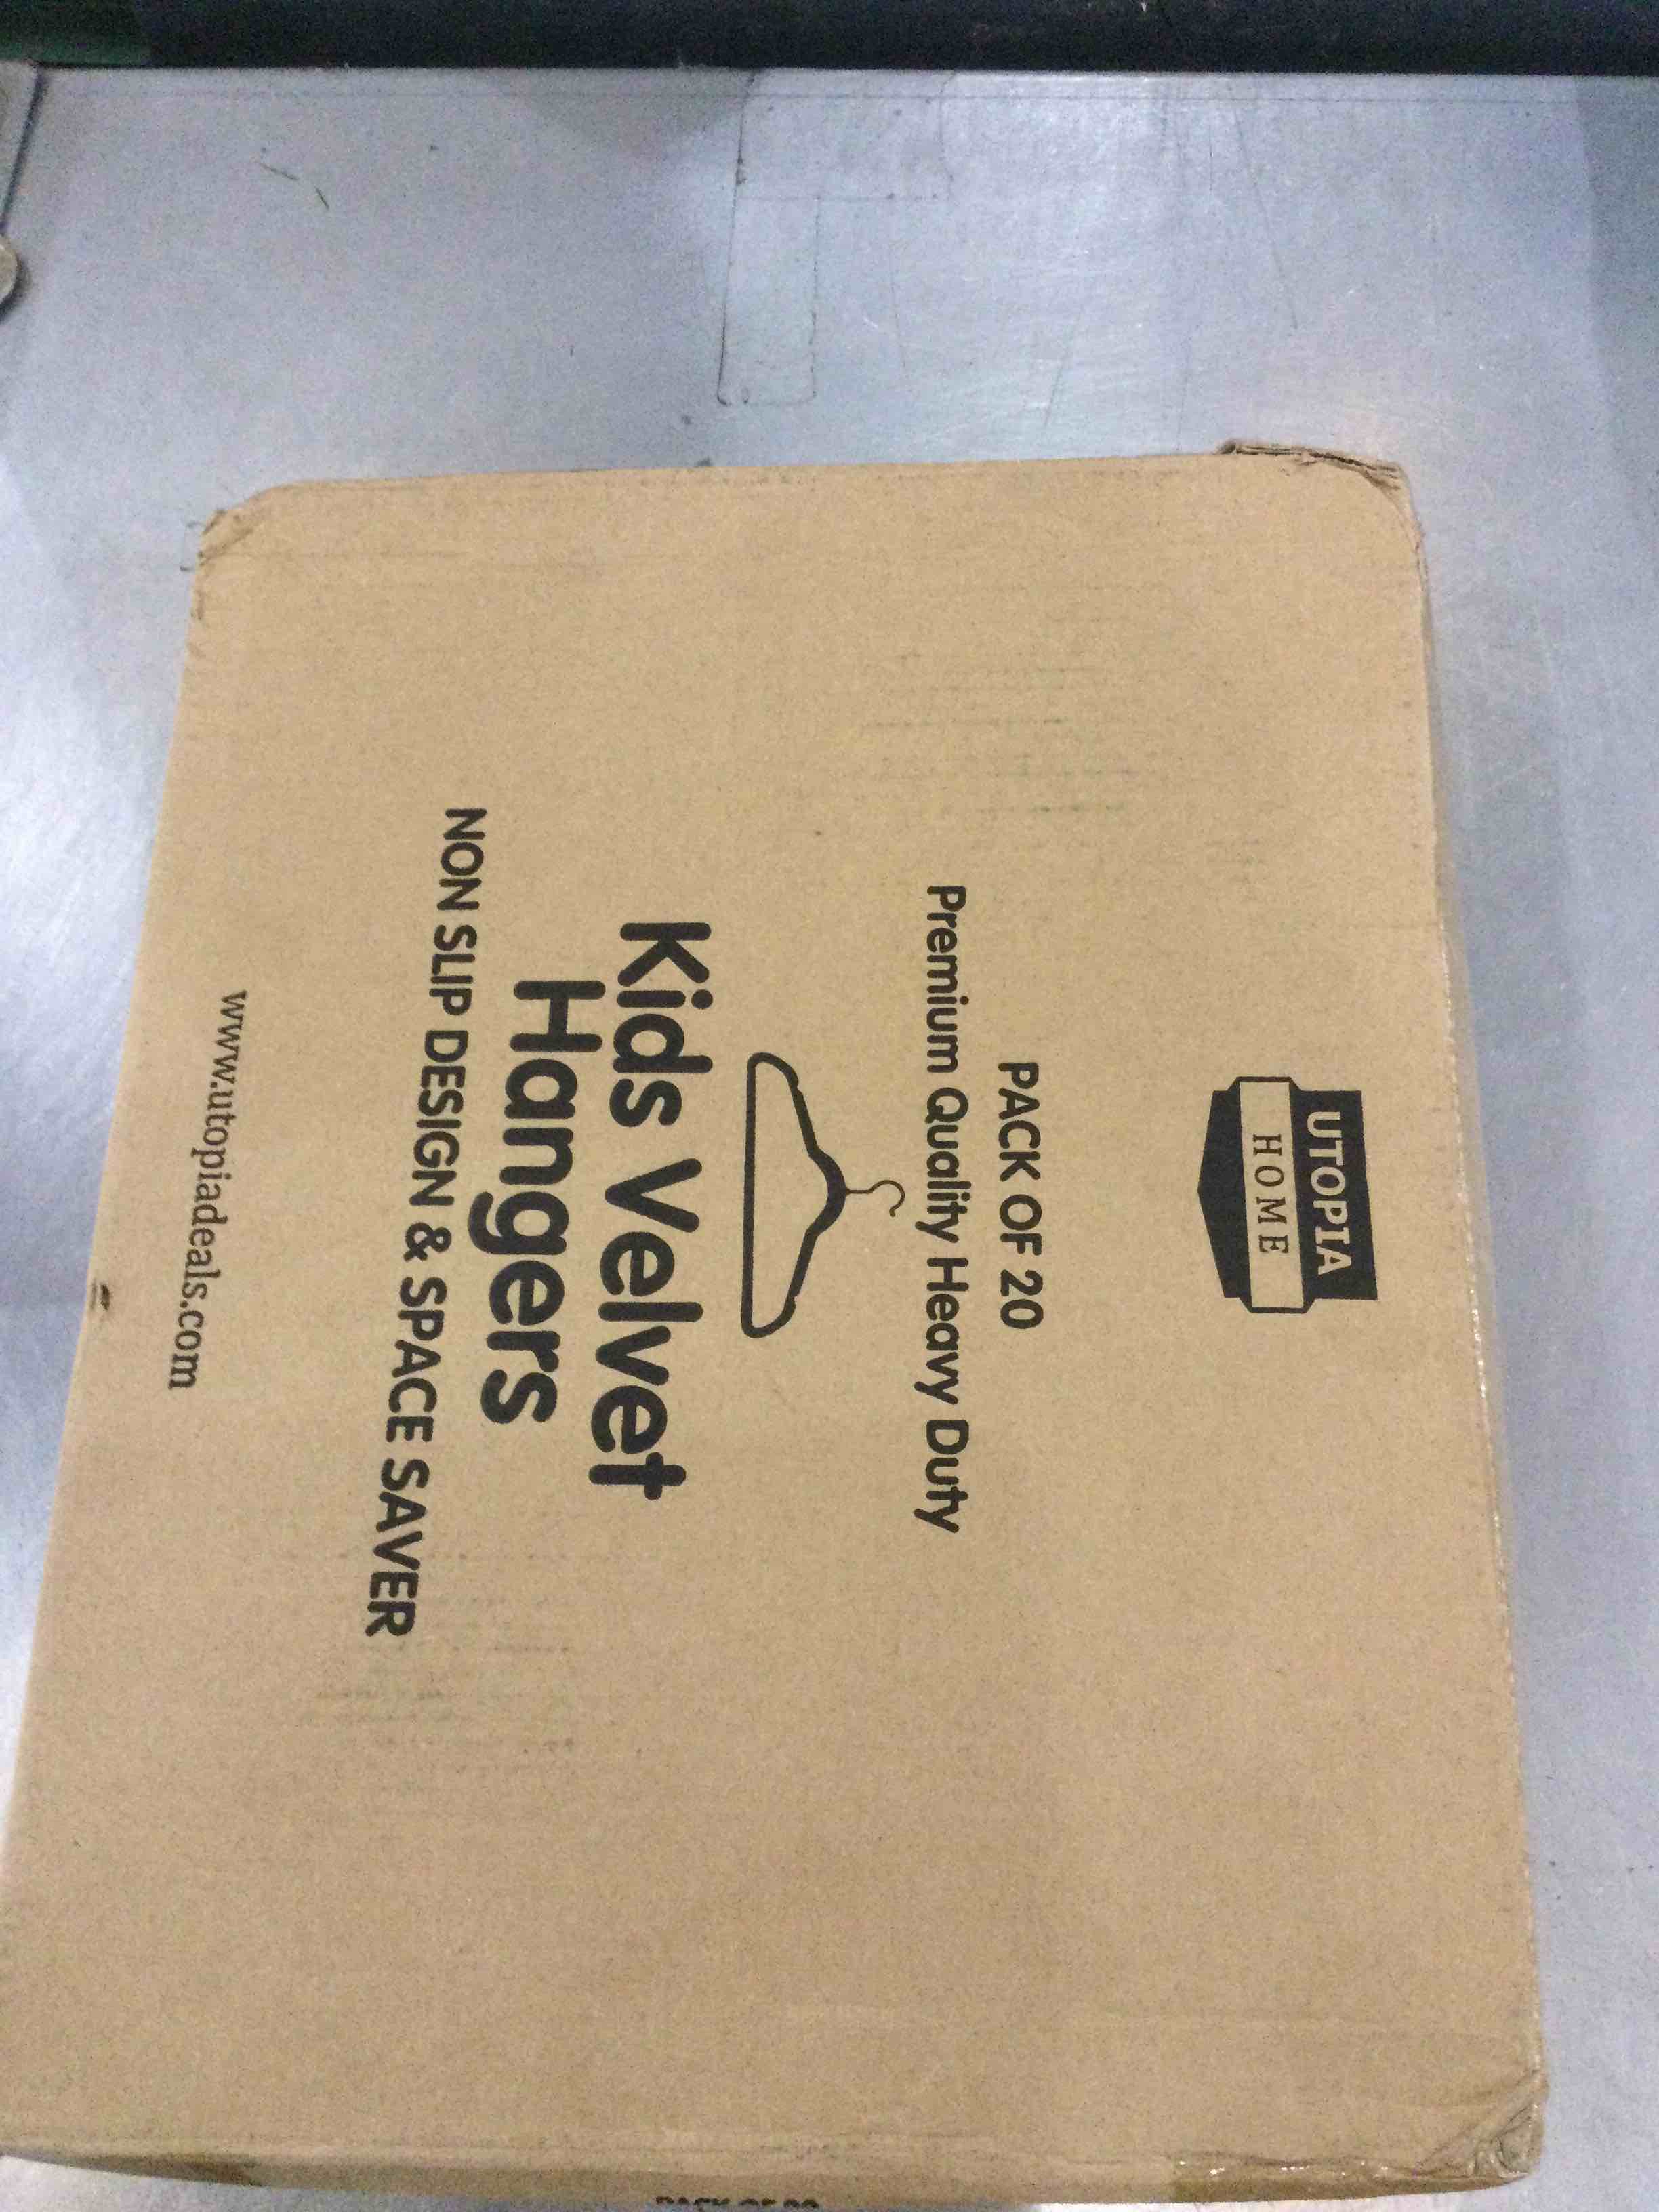 UTOPIA
HOME
PACK OF 20
Premium Quality Heavy Duty
Kids Velvet
Hangers
NON SLIP DESIGN & SPACE SAVER
www.utopiadeals.com